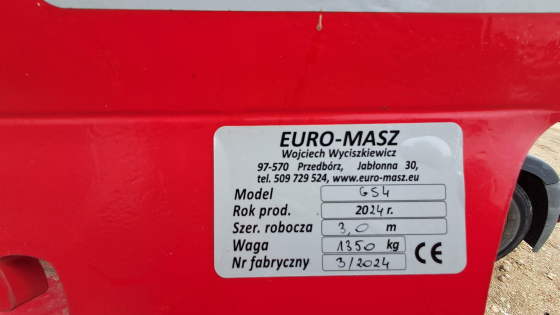 EURO-MASZ
Wojciech Wyciszkiewicz
97-570 Przedbórz, Jabłonna 30,
tel. 509 729 524, www.euro-masz.eu
Model GS4
Rok prod. 2024 r.
Szer. robocza 3,0 m
Waga 1350 kg
Nr fabryczny 3/2024
CE